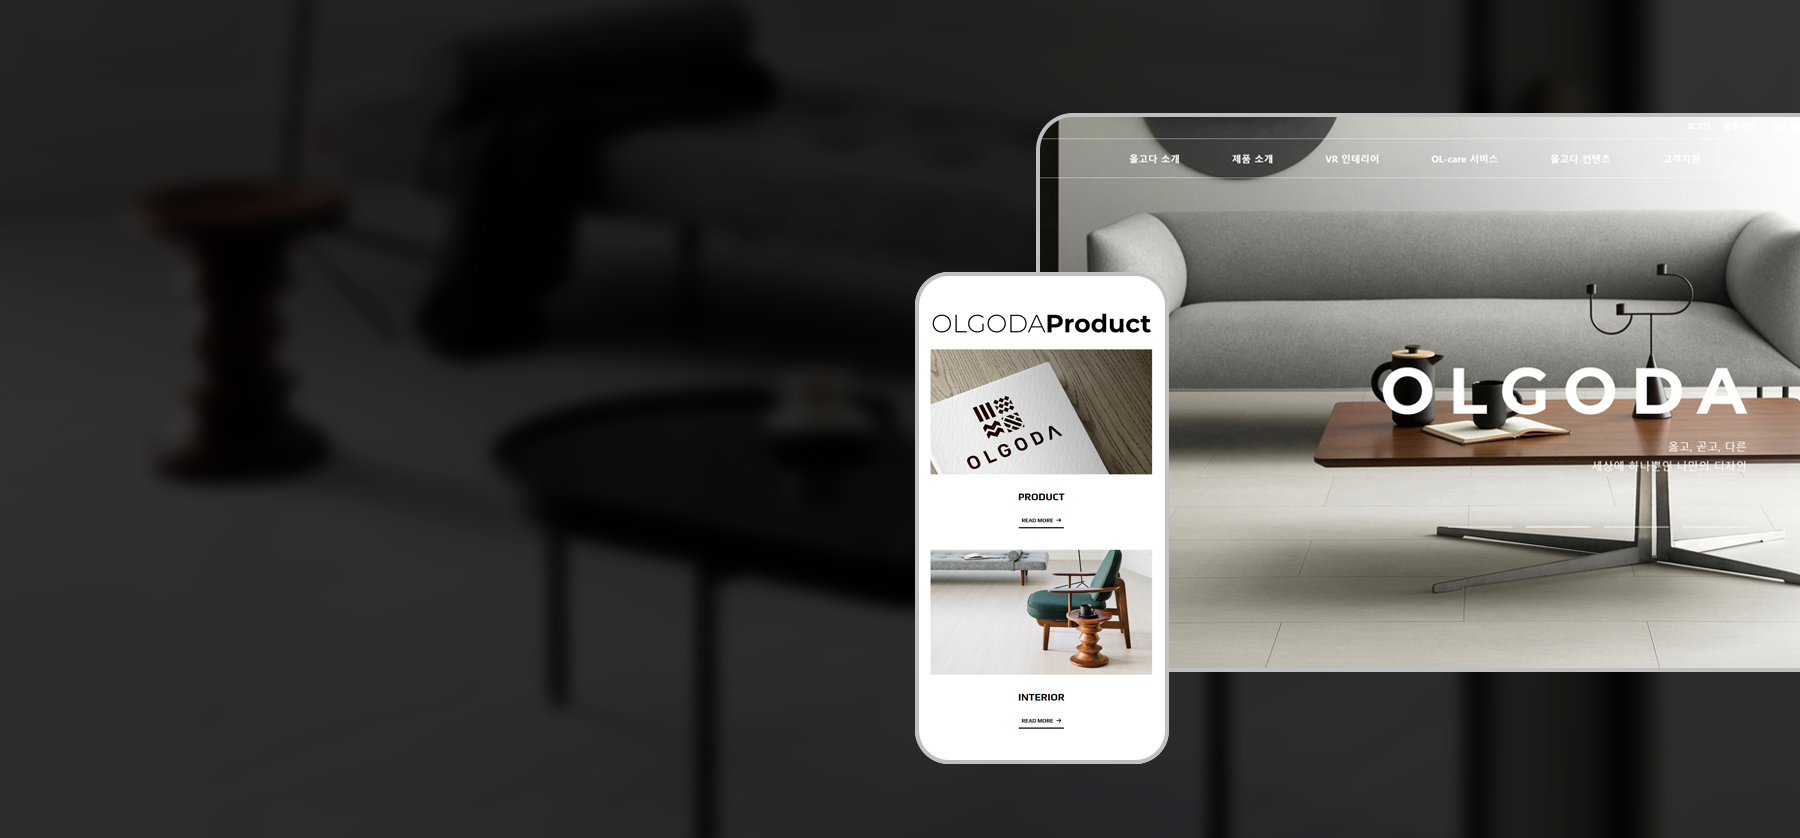 로그인
올고다 소개 제품 소개 VR 인테리어 OL-care 서비스 올고다 컨텐츠 고객지원
OLGODA
옳고, 곧고, 다른
세상에 하나뿐인 나만의 디자인
OLGODAProduct
OLGODA
PRODUCT
READ MORE →
INTERIOR
READ MORE →